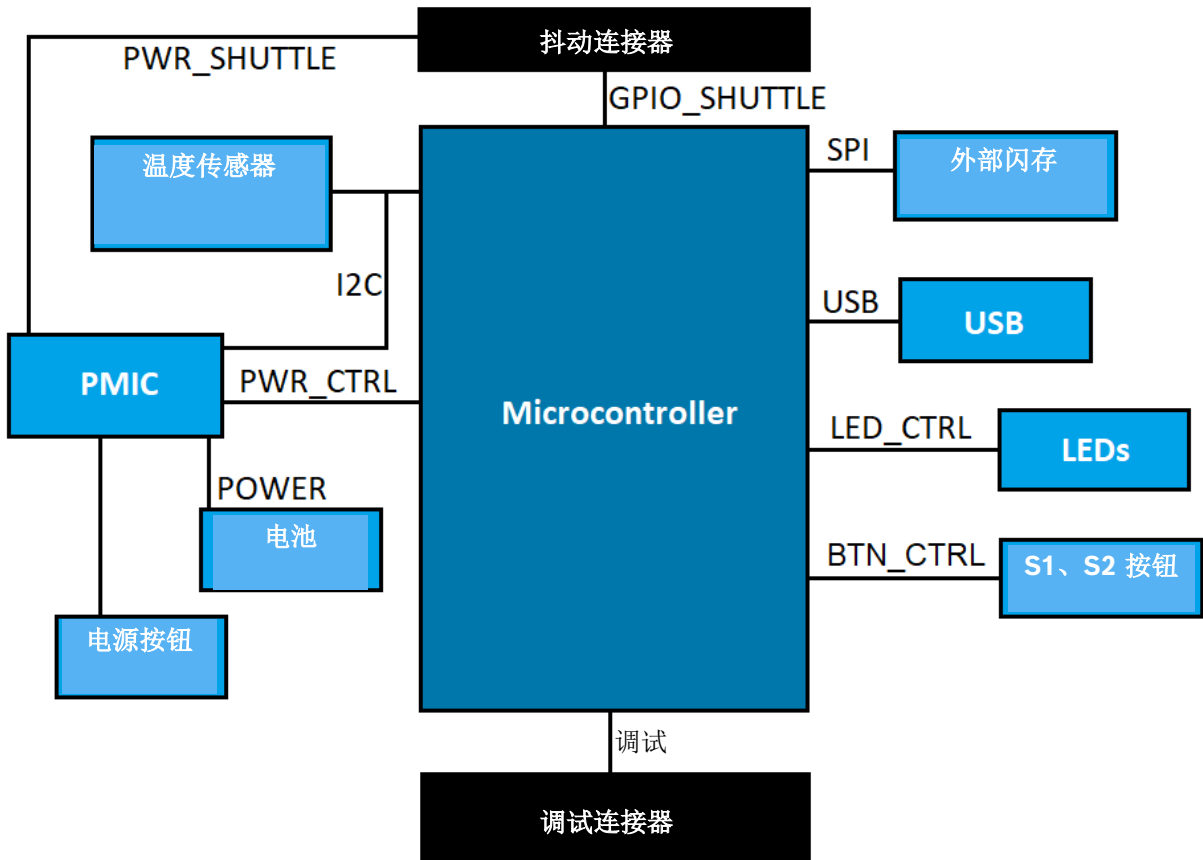 抖动连接器
PWR_SHUTTLE
GPIO_SHUTTLE
温度传感器
SPI
外部闪存
I2C
USB
USB
PMIC
PWR_CTRL
Microcontroller
LED_CTRL
LEDs
POWER
电池
BTN_CTRL
S1、S2 按钮
电源按钮
调试
调试连接器